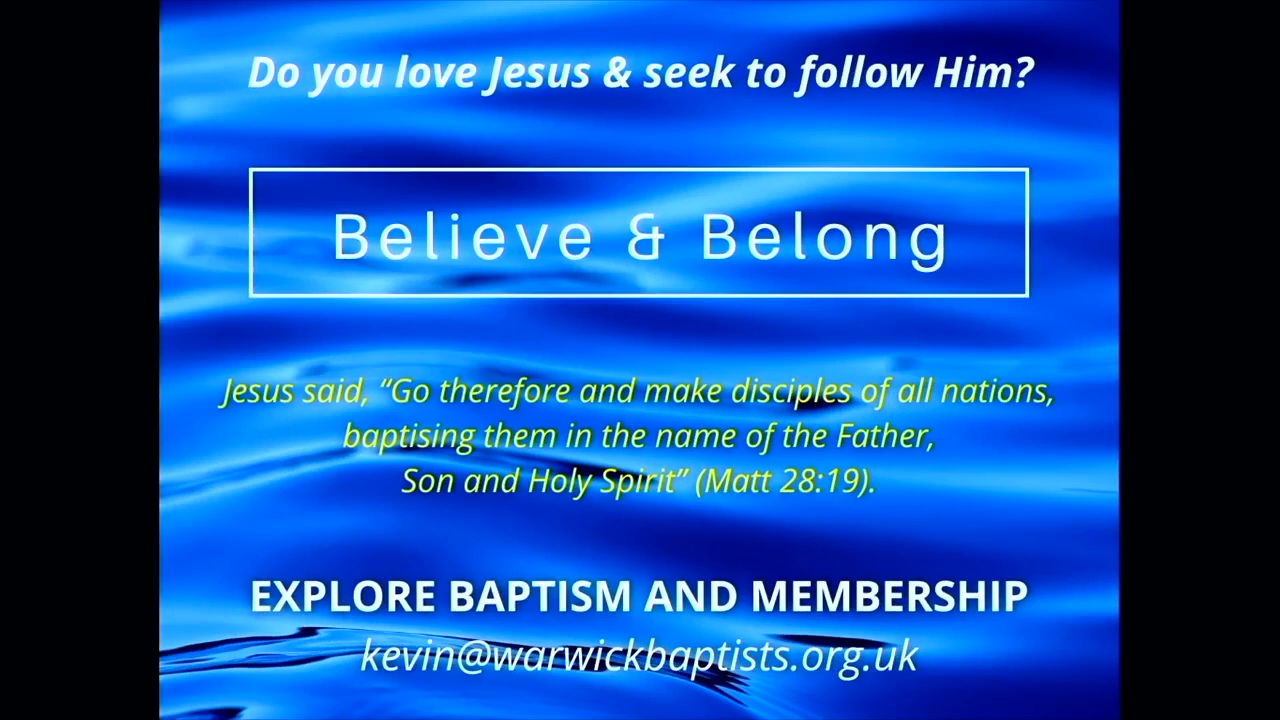 Do you love Jesus & seek to follow Him?
Believe & Belong
Jesus said, “Go therefore and make disciples of all nations,
baptising them in the name of the Father,
Son and Holy Spirit” (Matt 28:19).
EXPLORE BAPTISM AND MEMBERSHIP
kevin@warwickbaptists.org.uk